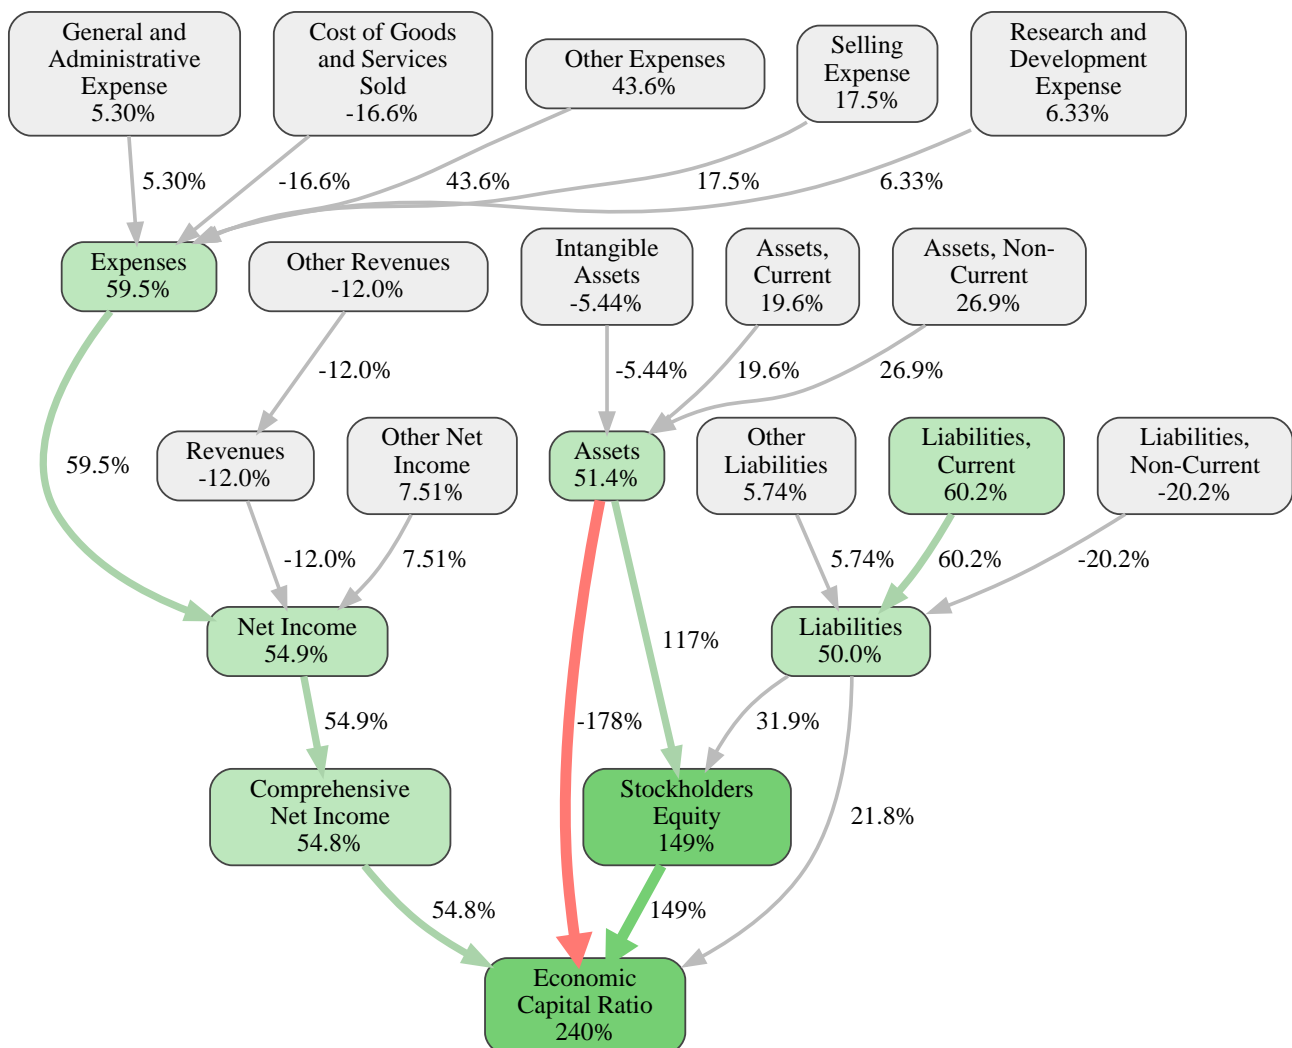 General and
Administrative
Expense
5.30%
Cost of Goods
and Services
Sold
-16.6%
Other Expenses
43.6%
Selling
Expense
17.5%
Research and
Development
Expense
6.33%
5.30%
-16.6%
43.6%
17.5%
6.33%
Expenses
59.5%
Other Revenues
-12.0%
Intangible
Assets
-5.44%
Assets,
Current
19.6%
Assets, Non-
Current
26.9%
-12.0%
-5.44%
19.6%
26.9%
59.5%
Revenues
-12.0%
Other Net
Income
7.51%
Assets
51.4%
Other
Liabilities
5.74%
Liabilities,
Current
60.2%
Liabilities,
Non-Current
-20.2%
-12.0%
7.51%
5.74%
60.2%
-20.2%
Net Income
54.9%
117%
Liabilities
50.0%
54.9%
-178%
31.9%
Comprehensive
Net Income
54.8%
Stockholders
Equity
149%
21.8%
54.8%
149%
Economic
Capital Ratio
240%